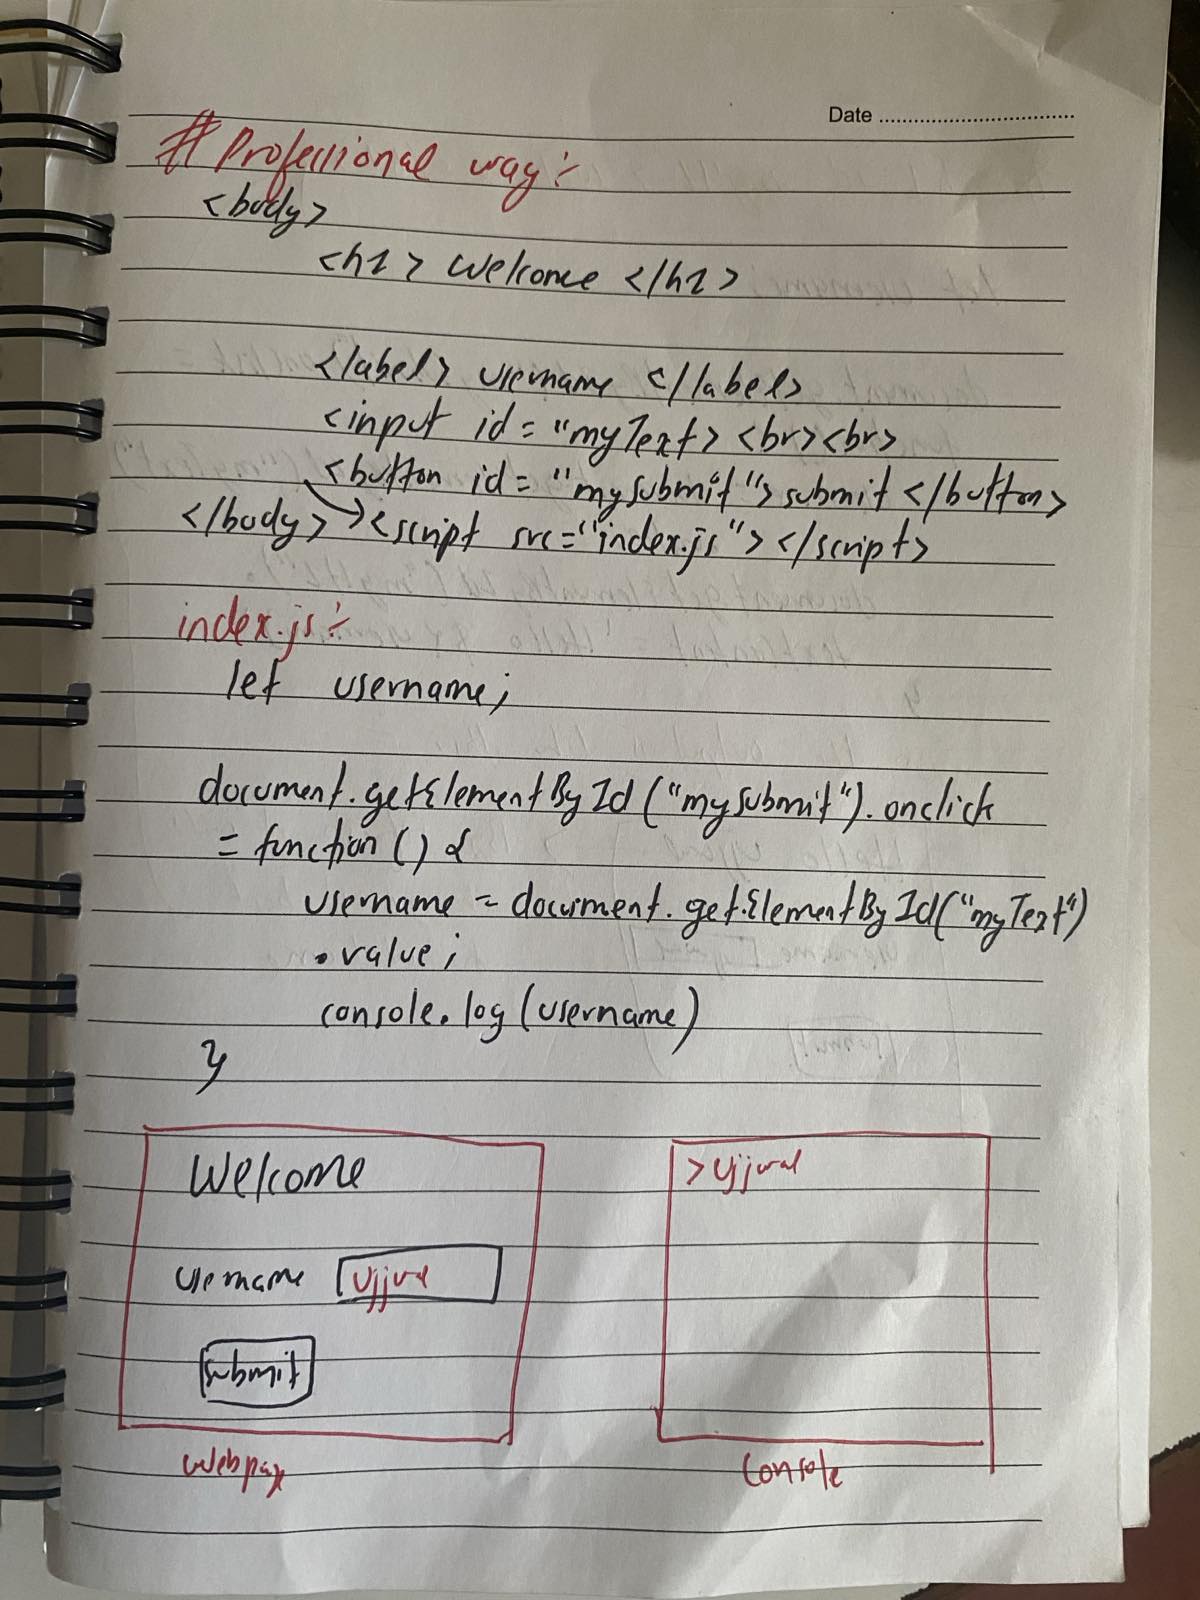 Date
# Professional way :-
<body>
<h1> Welcome </h1>
</label> username </label>
<input id = "myText> <br><br>
<button id = "mysubmit"> submit </button>
</body> → <script src="index.js"> </script>
index.js :-
let username;
document.getElementById("mysubmit").onclick
= function () {
username = document.getElementById("myText")
.value;
console.log(username)
}
Welcome
username Ujjwal
submit
webpage
> Ujjwal
Console